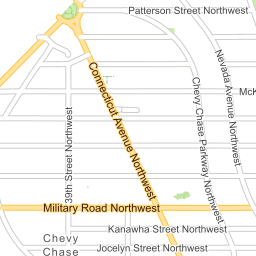 Patterson Street Northwest
Connecticut Avenue Northwest
Nevada Avenue Northwest
Chevy Chase Parkway Northwest
McK
39th Street Northwest
Military Road Northwest
Kanawha Street Northwest
Chevy
Chase
Jocelyn Street Northwest